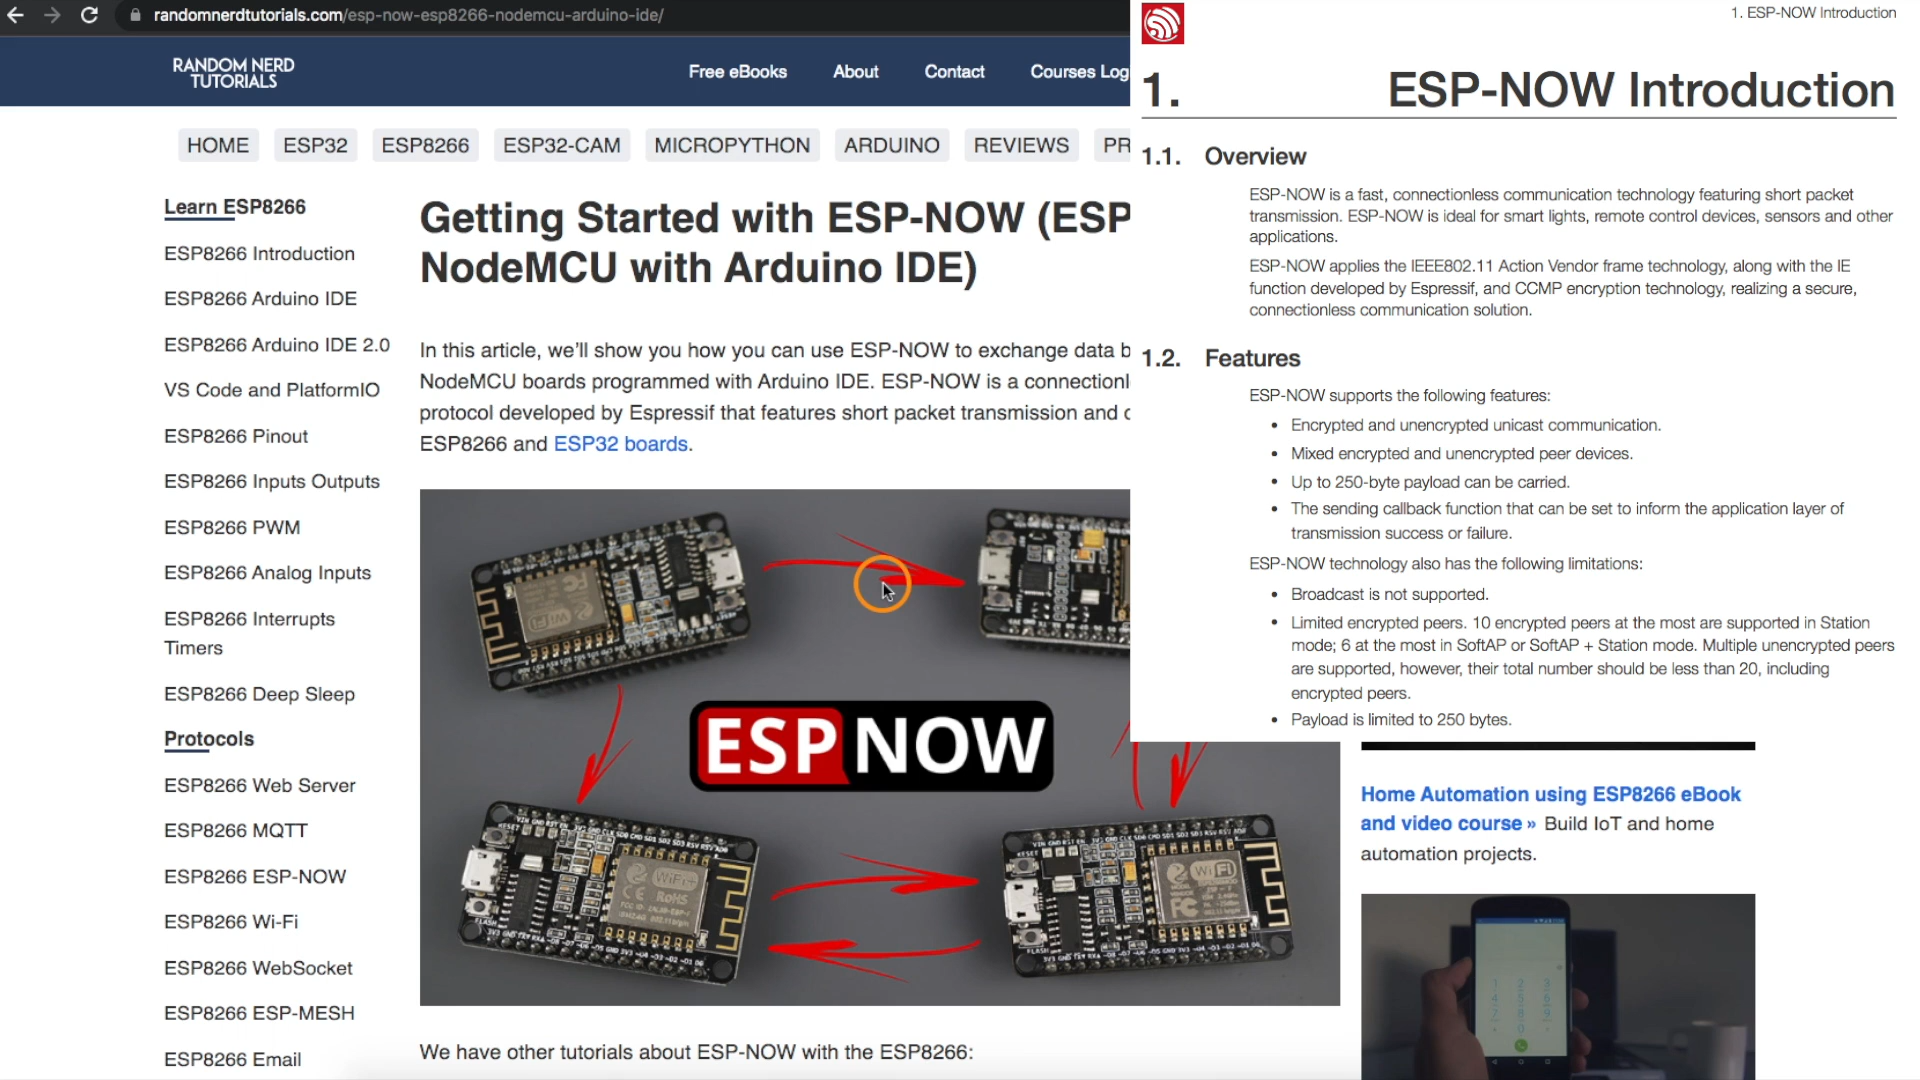 randomnerdtutorials.com/esp-now-esp8266-nodemcu-arduino-ide/
RANDOM NERD
TUTORIALS
Free eBooks
About
Contact
Courses Log
HOME
ESP32
ESP8266
ESP32-CAM
MICROPYTHON
ARDUINO
REVIEWS
PR
Learn ESP8266
ESP8266 Introduction
ESP8266 Arduino IDE
ESP8266 Arduino IDE 2.0
VS Code and PlatformIO
ESP8266 Pinout
ESP8266 Inputs Outputs
ESP8266 PWM
ESP8266 Analog Inputs
ESP8266 Interrupts
Timers
ESP8266 Deep Sleep
Protocols
ESP8266 Web Server
ESP8266 MQTT
ESP8266 ESP-NOW
ESP8266 Wi-Fi
ESP8266 WebSocket
ESP8266 ESP-MESH
ESP8266 Email
Getting Started with ESP-NOW (ESP
NodeMCU with Arduino IDE)
In this article, we'll show you how you can use ESP-NOW to exchange data b
NodeMCU boards programmed with Arduino IDE. ESP-NOW is a connectionl
protocol developed by Espressif that features short packet transmission and c
ESP8266 and ESP32 boards.
ESP NOW
We have other tutorials about ESP-NOW with the ESP8266:
1. ESP-NOW Introduction
1. ESP-NOW Introduction
1.1. Overview
ESP-NOW is a fast, connectionless communication technology featuring short packet
transmission. ESP-NOW is ideal for smart lights, remote control devices, sensors and other
applications.
ESP-NOW applies the IEEE802.11 Action Vendor frame technology, along with the IE
function developed by Espressif, and CCMP encryption technology, realizing a secure,
connectionless communication solution.
1.2. Features
ESP-NOW supports the following features:
• Encrypted and unencrypted unicast communication.
• Mixed encrypted and unencrypted peer devices.
• Up to 250-byte payload can be carried.
• The sending callback function that can be set to inform the application layer of
transmission success or failure.
ESP-NOW technology also has the following limitations:
• Broadcast is not supported.
• Limited encrypted peers. 10 encrypted peers at the most are supported in Station
mode; 6 at the most in SoftAP or SoftAP + Station mode. Multiple unencrypted peers
are supported, however, their total number should be less than 20, including
encrypted peers.
• Payload is limited to 250 bytes.
Home Automation using ESP8266 eBook
and video course » Build IoT and home
automation projects.